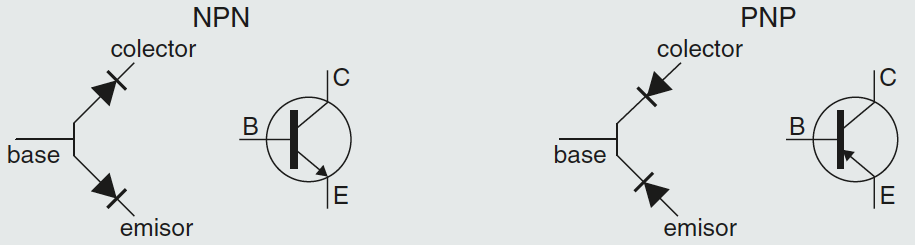 NPN
colector
base
emisor
C
B
E
PNP
colector
base
emisor
C
B
E